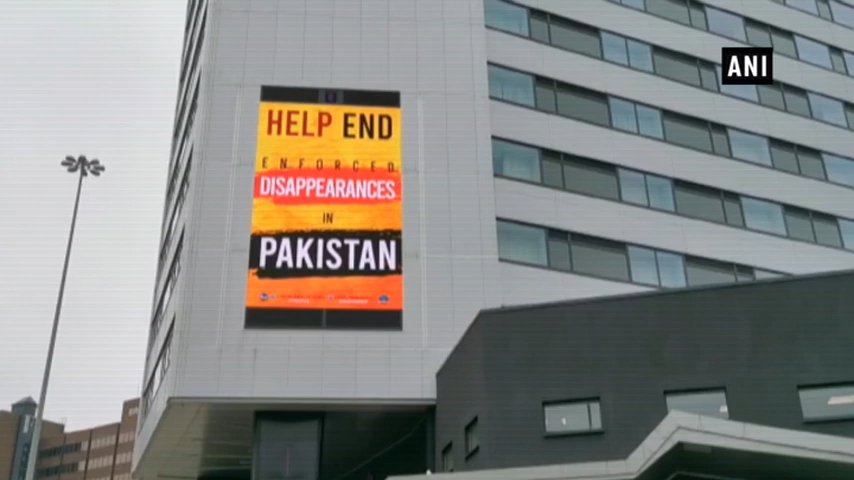 ANI
HELP END
ENFORCED
DISAPPEARANCES
IN
PAKISTAN